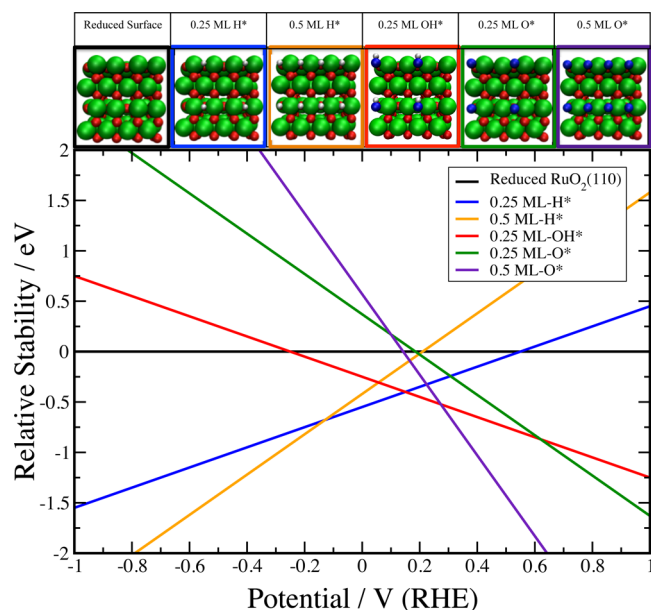 Reduced Surface 0.25 ML H* 0.5 ML H* 0.25 ML OH* 0.25 ML O* 0.5 ML O*
2
1.5
1
0.5
0
-0.5
-1
-1.5
-2
Relative Stability / eV
Reduced RuO₂(110)
0.25 ML-H*
0.5 ML-H*
0.25 ML-OH*
0.25 ML-O*
0.5 ML-O*
-1 -0.8 -0.6 -0.4 -0.2 0 0.2 0.4 0.6 0.8 1
Potential / V (RHE)